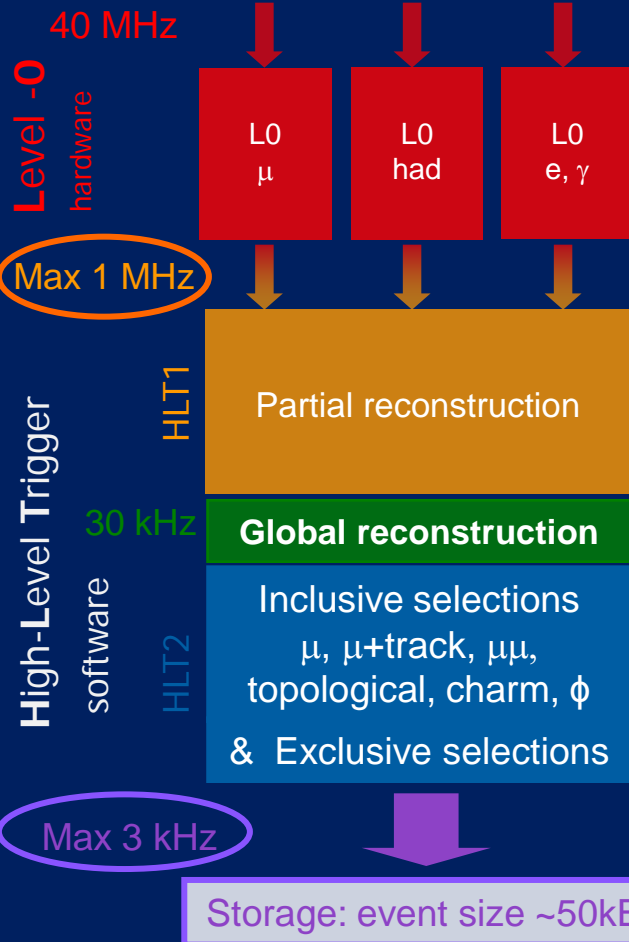 40 MHz
Level -0
hardware
L0
μ
L0
had
L0
e, γ
Max 1 MHz
HLT1
Partial reconstruction
High-Level Trigger
software
30 kHz
Global reconstruction
HLT2
Inclusive selections
μ, μ+track, μμ,
topological, charm, ϕ
& Exclusive selections
Max 3 kHz
Storage: event size ~50kB